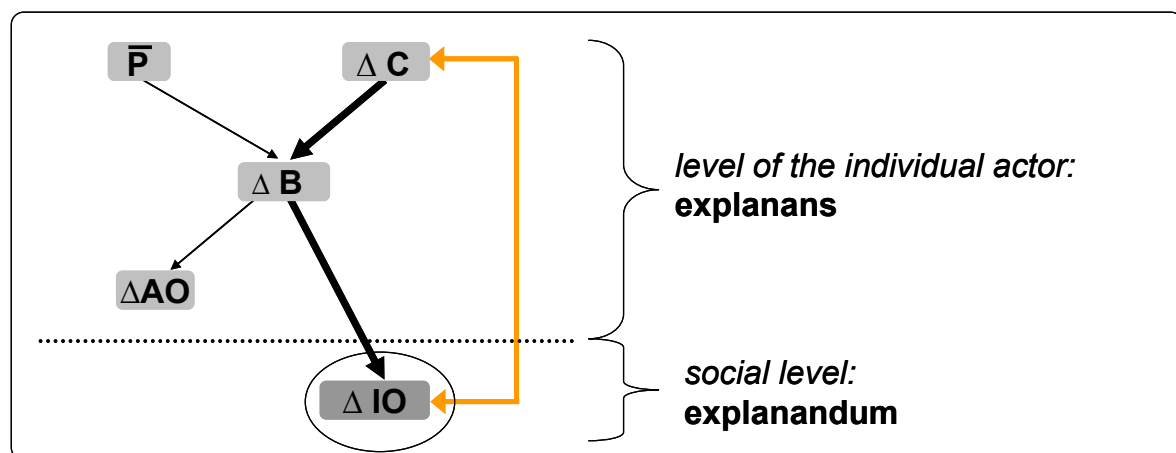 P̅
Δ C
Δ B
ΔAO
Δ IO
level of the individual actor:
explanans
social level:
explanandum